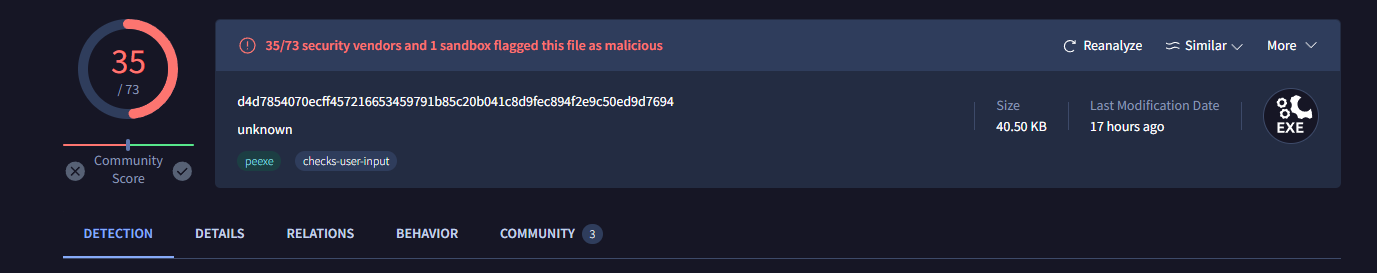 35
/ 73
Community
Score
35/73 security vendors and 1 sandbox flagged this file as malicious
Reanalyze
Similar
More
d4d7854070ecff457216653459791b85c20b041c8d9fec894f2e9c50ed9d7694
unknown
peexe
checks-user-input
Size
40.50 KB
Last Modification Date
17 hours ago
EXE
DETECTION
DETAILS
RELATIONS
BEHAVIOR
COMMUNITY
3